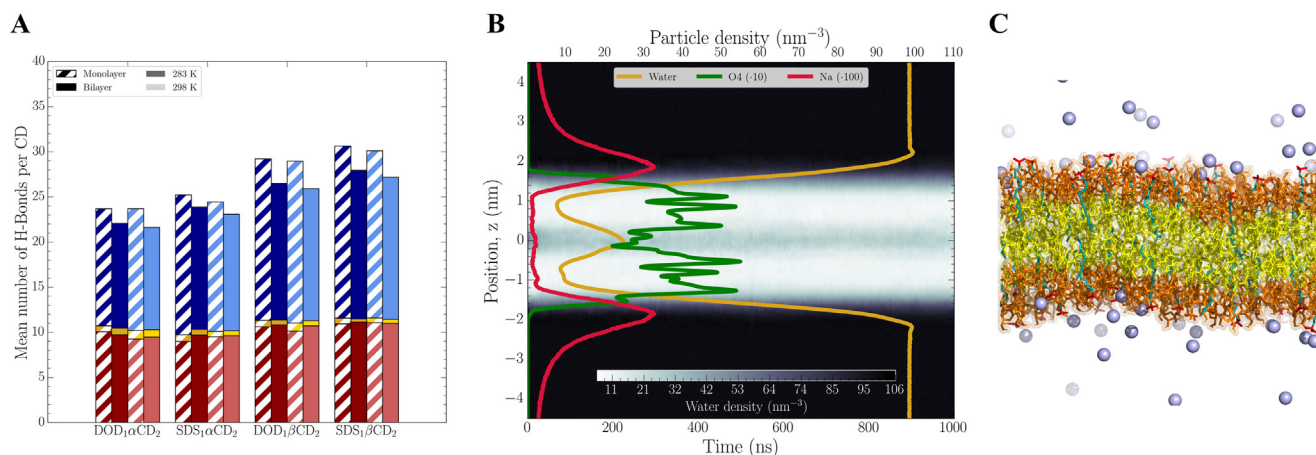 A
B
C
Mean number of H-Bonds per CD
40
35
30
25
20
15
10
5
0
Monolayer
Bilayer
283 K
298 K
DOD₁αCD₂
SDS₁αCD₂
DOD₁βCD₂
SDS₁βCD₂
Particle density (nm⁻³)
10 20 30 40 50 60 70 80 90 100 110
Water
O4 (·10)
Na (·100)
Position, z (nm)
4
3
2
1
0
−1
−2
−3
−4
11 21 32 42 53 64 74 85 95 106
Water density (nm⁻³)
0 200 400 600 800 1000
Time (ns)